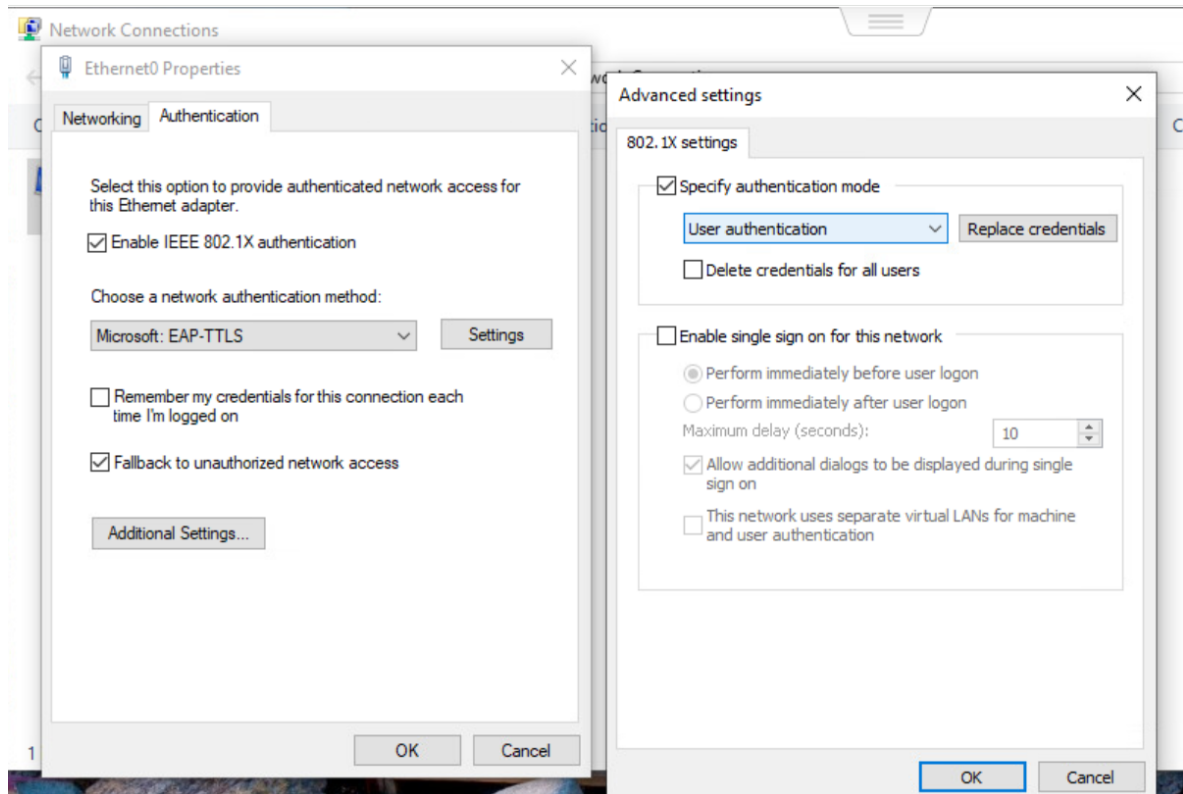 Network Connections
Ethernet0 Properties
Networking
Authentication
Select this option to provide authenticated network access for
this Ethernet adapter.
Enable IEEE 802.1X authentication
Choose a network authentication method:
Microsoft: EAP-TTLS
Settings
Remember my credentials for this connection each
time I'm logged on
Fallback to unauthorized network access
Additional Settings...
OK
Cancel
1
Advanced settings
802.1X settings
Specify authentication mode
User authentication
Replace credentials
Delete credentials for all users
Enable single sign on for this network
Perform immediately before user logon
Perform immediately after user logon
Maximum delay (seconds):
10
Allow additional dialogs to be displayed during single
sign on
This network uses separate virtual LANs for machine
and user authentication
OK
Cancel